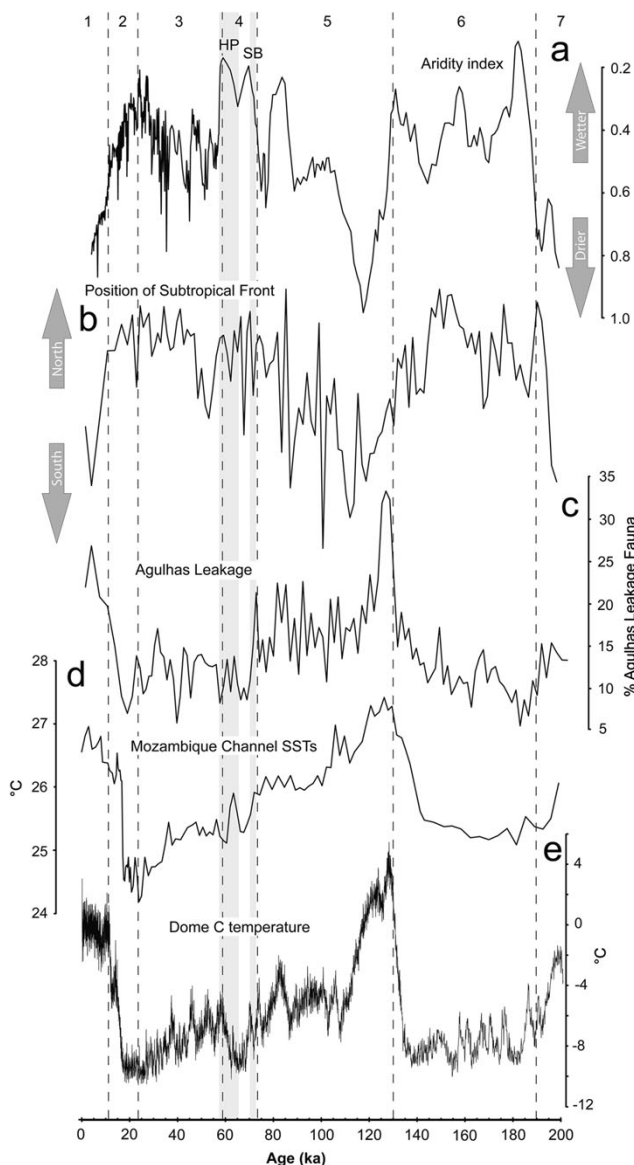 1 2 3 4 5 6 7
HP
SB
Aridity index
a
0.2
0.4
0.6
0.8
1.0
Wetter
Drier
Position of Subtropical Front
b
North
South
c
35
30
25
20
15
10
5
% Agulhas Leakage Fauna
Agulhas Leakage
d
28
27
26
25
24
°C
Mozambique Channel SSTs
e
4
0
-4
-8
-12
°C
Dome C temperature
0 20 40 60 80 100 120 140 160 180 200
Age (ka)